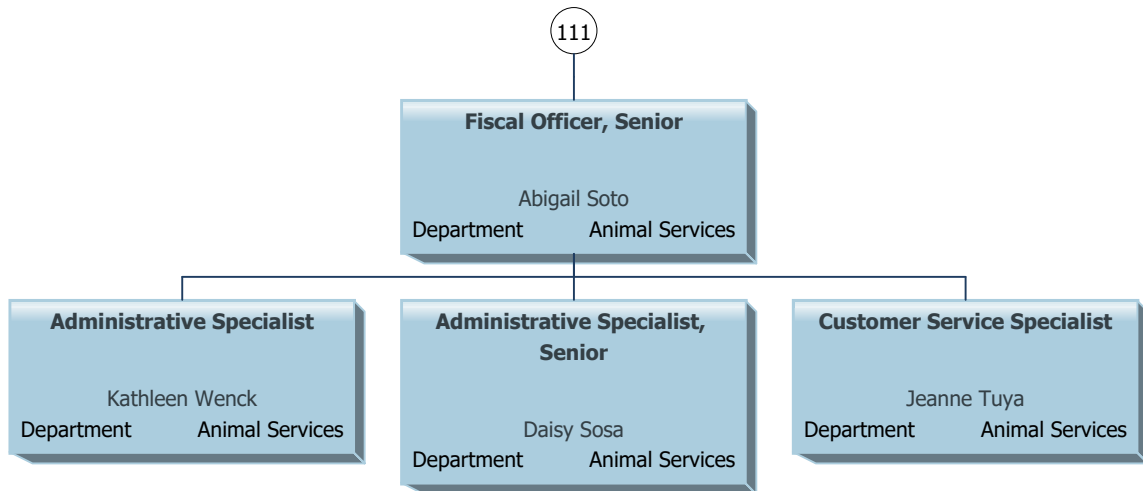 111
Fiscal Officer, Senior
Abigail Soto
Department Animal Services
Administrative Specialist
Kathleen Wenck
Department Animal Services
Administrative Specialist,
Senior
Daisy Sosa
Department Animal Services
Customer Service Specialist
Jeanne Tuya
Department Animal Services